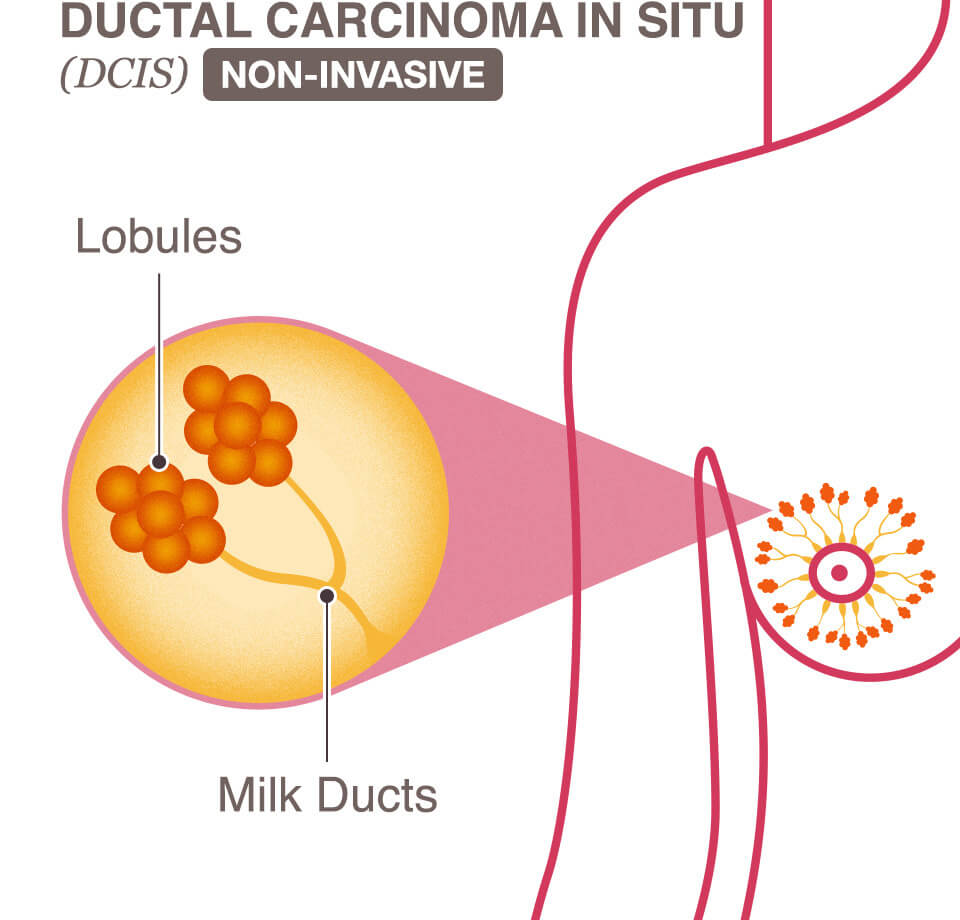 DUCTAL CARCINOMA IN SITU
(DCIS) NON-INVASIVE
Lobules
Milk Ducts